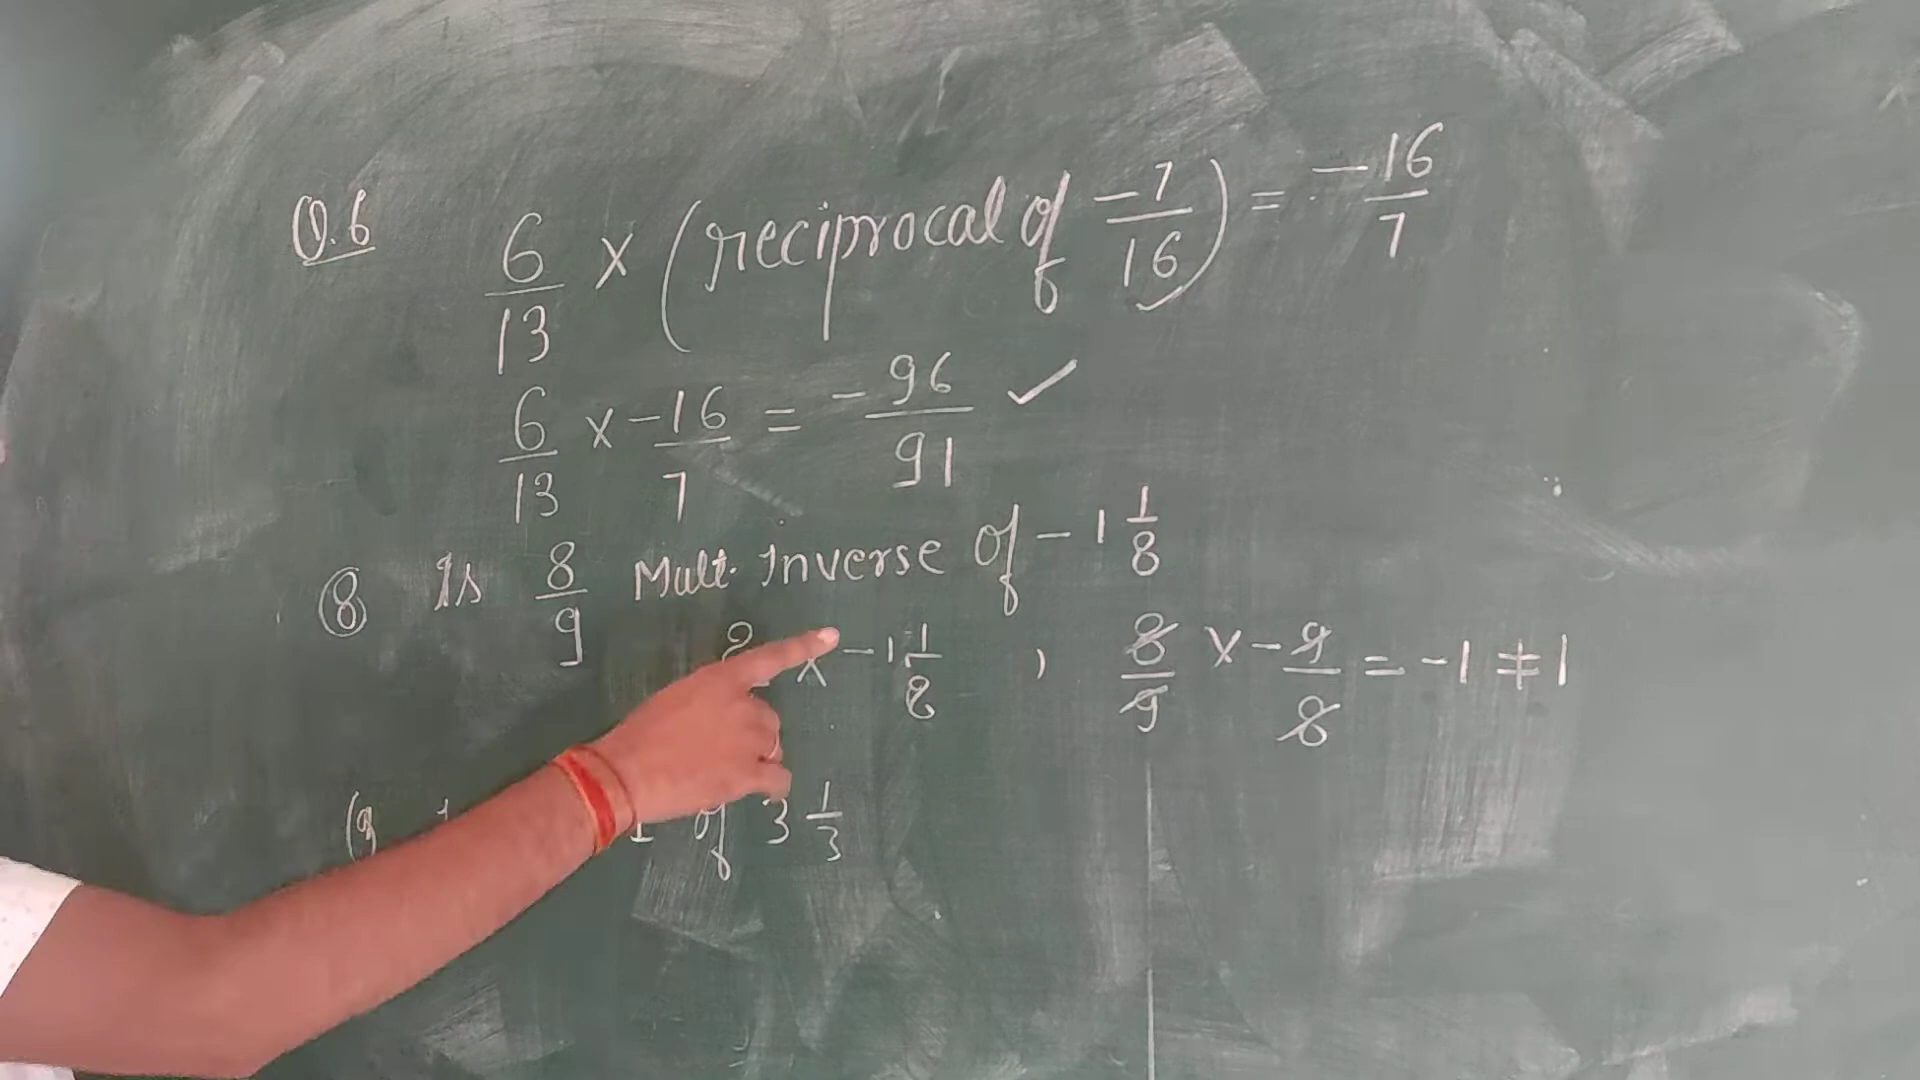 Q.6 6/13 × (reciprocal of -7/16) = -16/7
6/13 × -16/7 = -96/91 ✓
⑧ Is 8/9 Mult. Inverse of -1 1/8
8 × -1 1/8 , 8/9 × -9/8 = -1 ≠ 1
(9 of 3 1/3